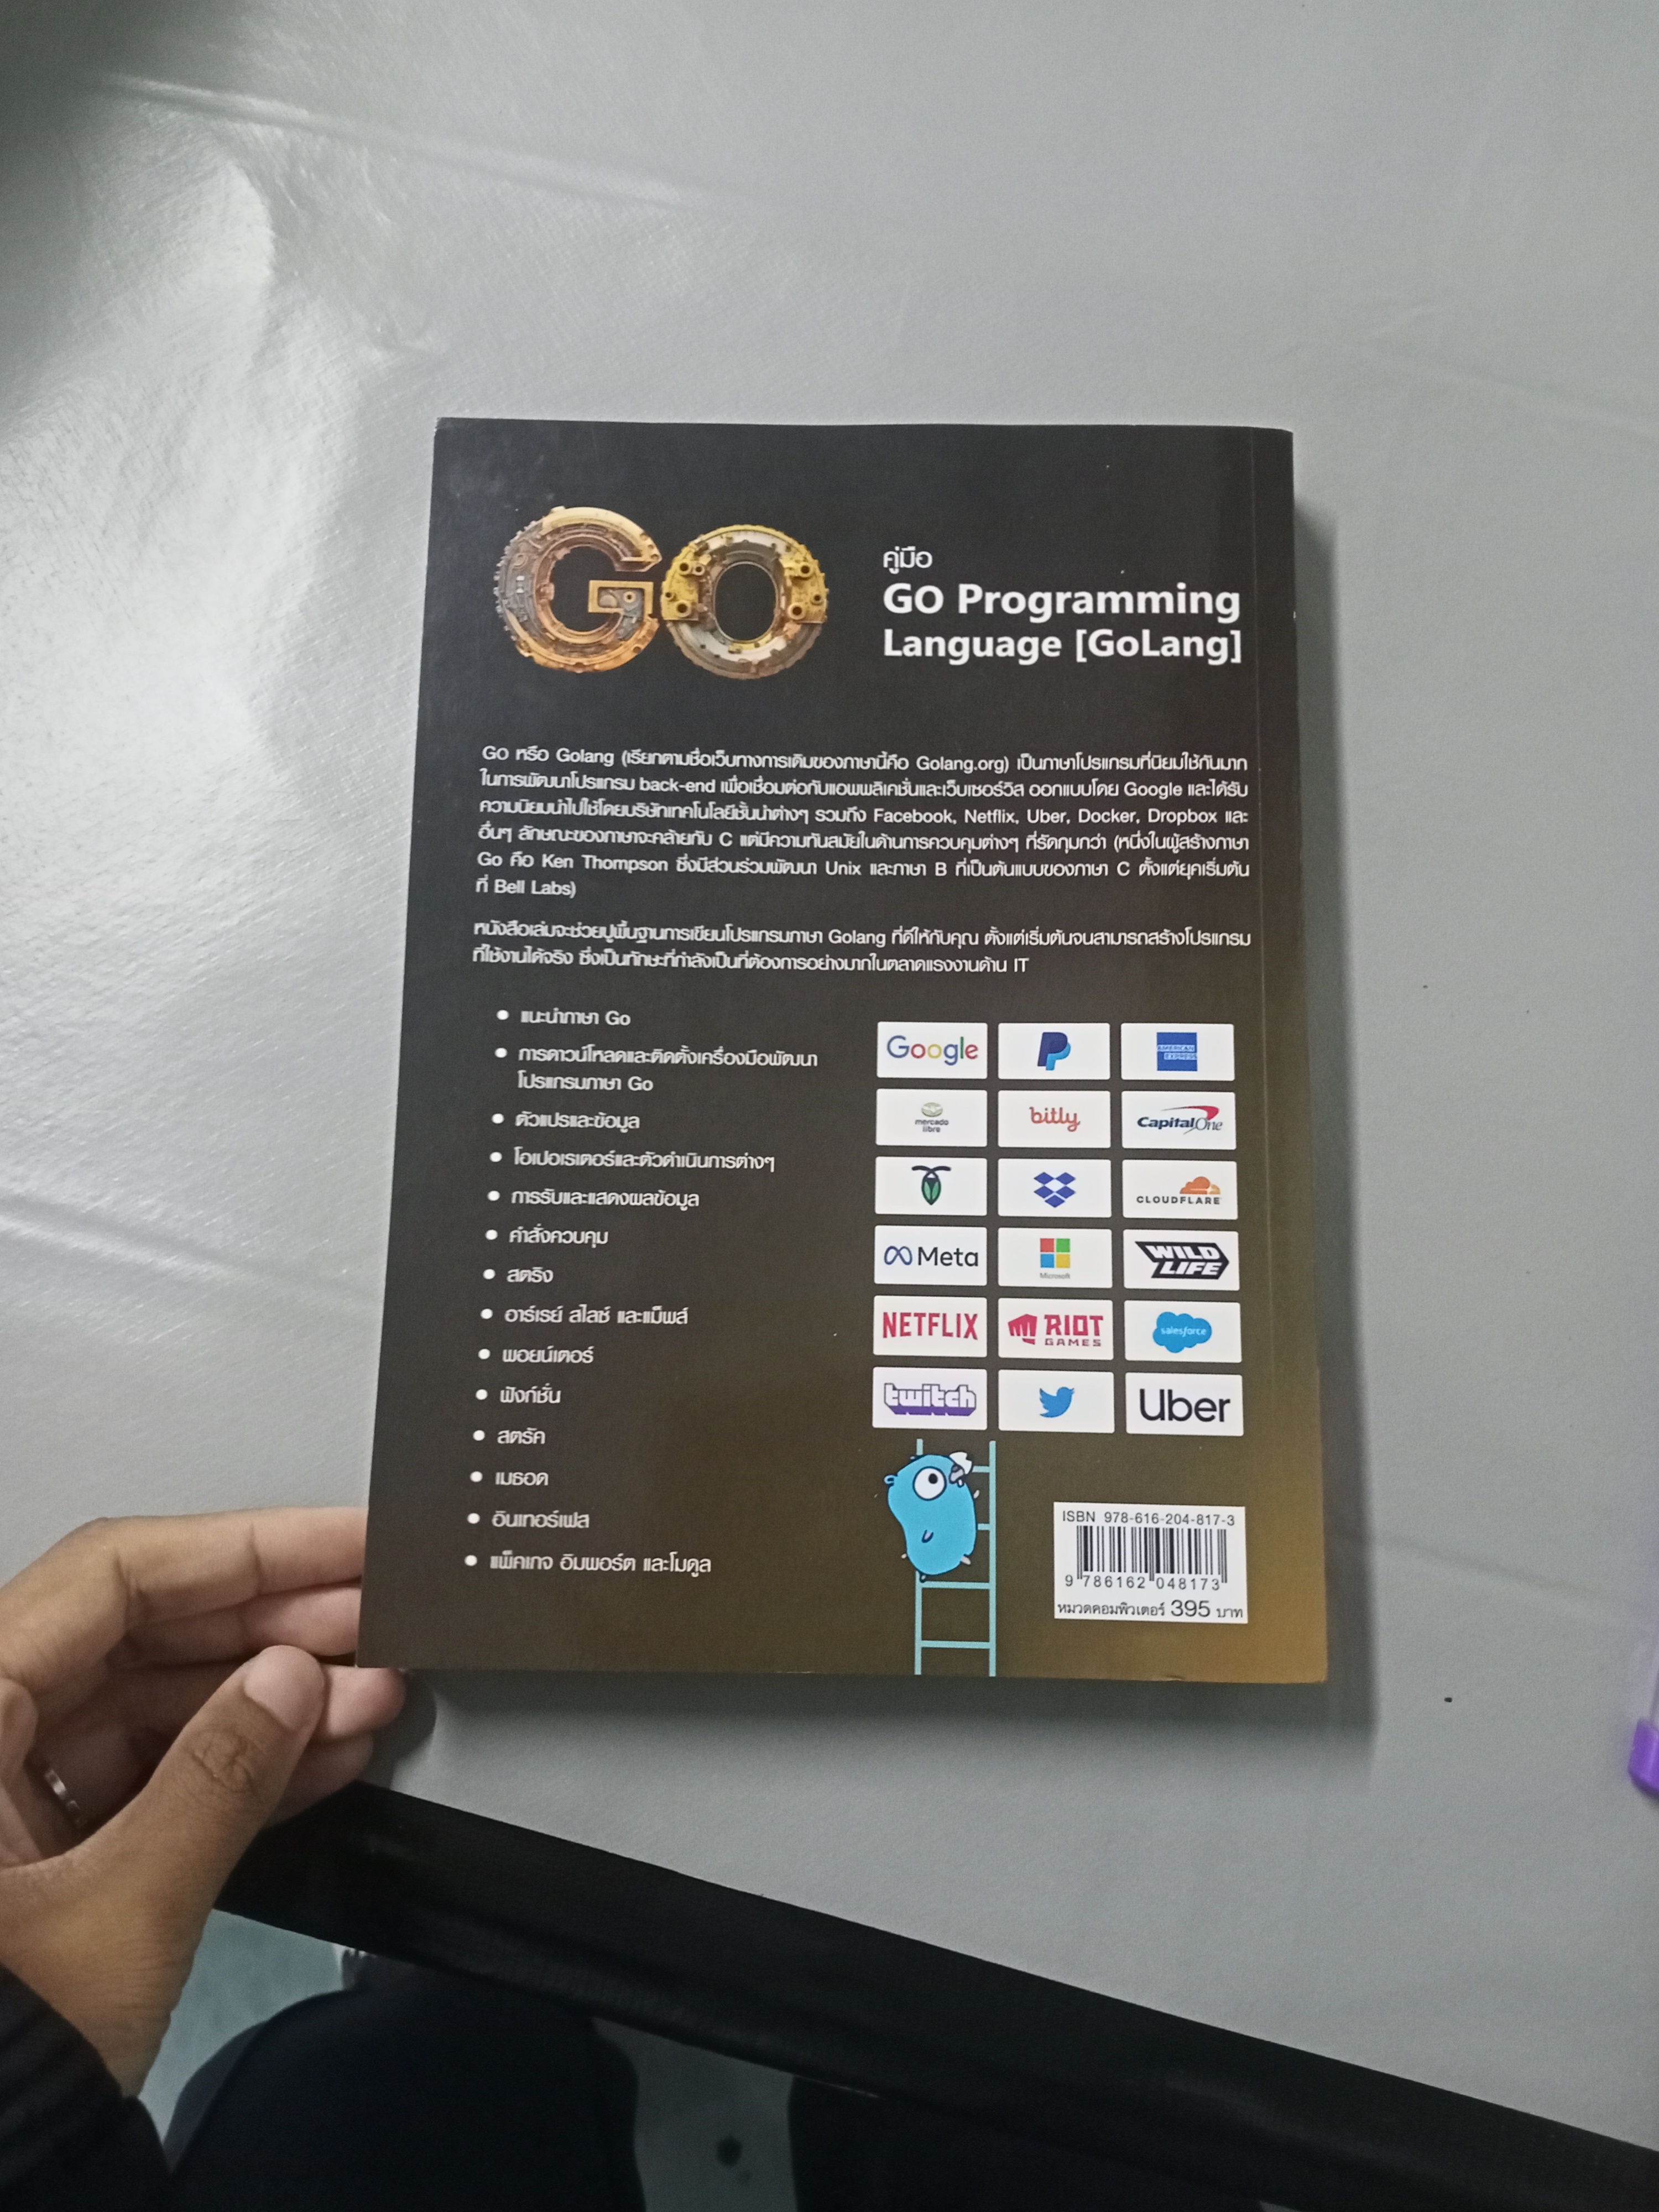 GO
คู่มือ
GO Programming
Language [GoLang]
GO หรือ Golang (เรียกตามชื่อเว็บทางการเดิมของภาษานี้คือ Golang.org) เป็นภาษาโปรแกรมที่นิยมใช้กันมาก
ในการพัฒนาโปรแกรม back-end เพื่อเชื่อมต่อกับแอพพลิเคชั่นและเว็บเซอร์วิส ออกแบบโดย Google และได้รับ
ความนิยมนำไปใช้โดยบริษัทเทคโนโลยีชั้นนำต่างๆ รวมถึง Facebook, Netflix, Uber, Docker, Dropbox และ
อื่นๆ ลักษณะของภาษาจะคล้ายกับ C แต่มีความทันสมัยในด้านการควบคุมต่างๆ ที่รัดกุมกว่า (หนึ่งในผู้สร้างภาษา
Go คือ Ken Thompson ซึ่งมีส่วนร่วมพัฒนา Unix และภาษา B ที่เป็นต้นแบบของภาษา C ตั้งแต่ยุคเริ่มต้น
ที่ Bell Labs)
หนังสือเล่มจะช่วยปูพื้นฐานการเขียนโปรแกรมภาษา Golang ที่ดีให้กับคุณ ตั้งแต่เริ่มต้นจนสามารถสร้างโปรแกรม
ที่ใช้งานได้จริง ซึ่งเป็นทักษะที่กำลังเป็นที่ต้องการอย่างมากในตลาดแรงงานด้าน IT
• แนะนำภาษา Go
• การดาวน์โหลดและติดตั้งเครื่องมือพัฒนา
โปรแกรมภาษา Go
• ตัวแปรและข้อมูล
• โอเปอเรเตอร์และตัวดำเนินการต่างๆ
• การรับและแสดงผลข้อมูล
• คำสั่งควบคุม
• สตริง
• อาร์เรย์ สไลซ์ และแม็พส์
• พอยน์เตอร์
• ฟังก์ชั่น
• สตรัค
• เมธอด
• อินเทอร์เฟส
• แพ็คเกจ อิมพอร์ต และโมดูล
Google
AMERICAN
EXPRESS
mercado
libre
bitly
Capital One
CLOUDFLARE
Meta
Microsoft
WILD
LIFE
NETFLIX
RIOT
GAMES
salesforce
twitch
Uber
ISBN 978-616-204-817-3
9 786162 048173
หมวดคอมพิวเตอร์ 395 บาท